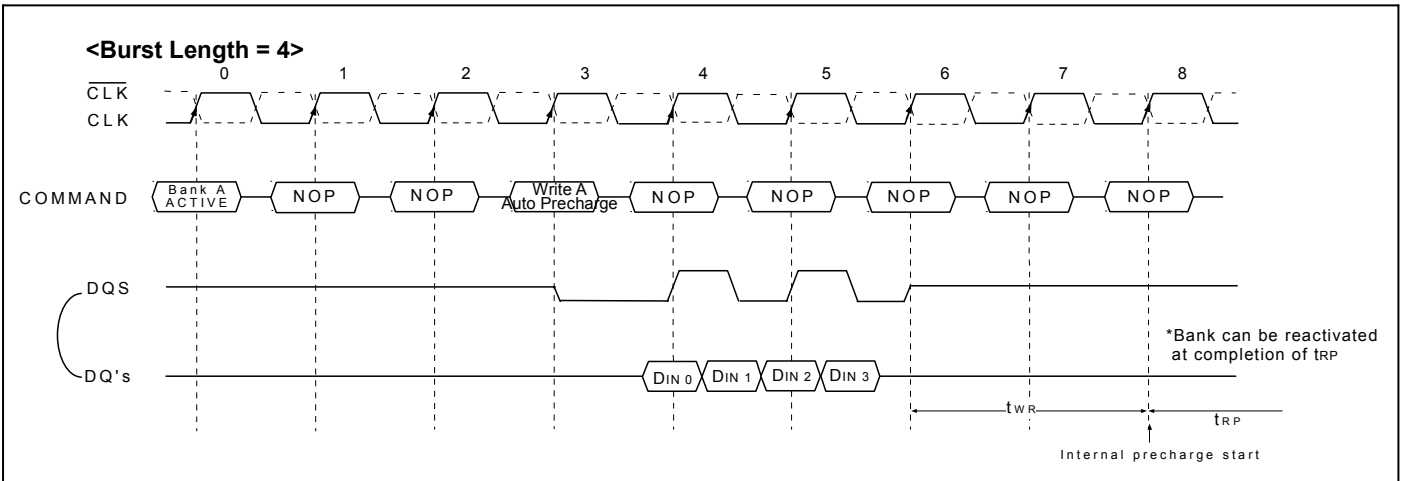 <Burst Length = 4>
0 1 2 3 4 5 6 7 8
CLK
CLK
COMMAND
Bank A
ACTIVE
NOP
NOP
Write A
Auto Precharge
NOP
NOP
NOP
NOP
NOP
DQS
*Bank can be reactivated
at completion of tRP
DQ's
DIN 0
DIN 1
DIN 2
DIN 3
tWR
tRP
Internal precharge start